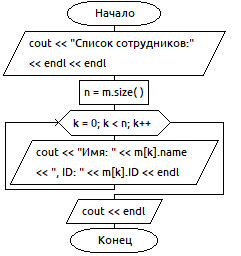 Начало
cout << "Список сотрудников:"
<< endl << endl
n = m.size( )
k = 0; k < n; k++
cout << "Имя: " << m[k].name
<< ", ID: " << m[k].ID << endl
cout << endl
Конец